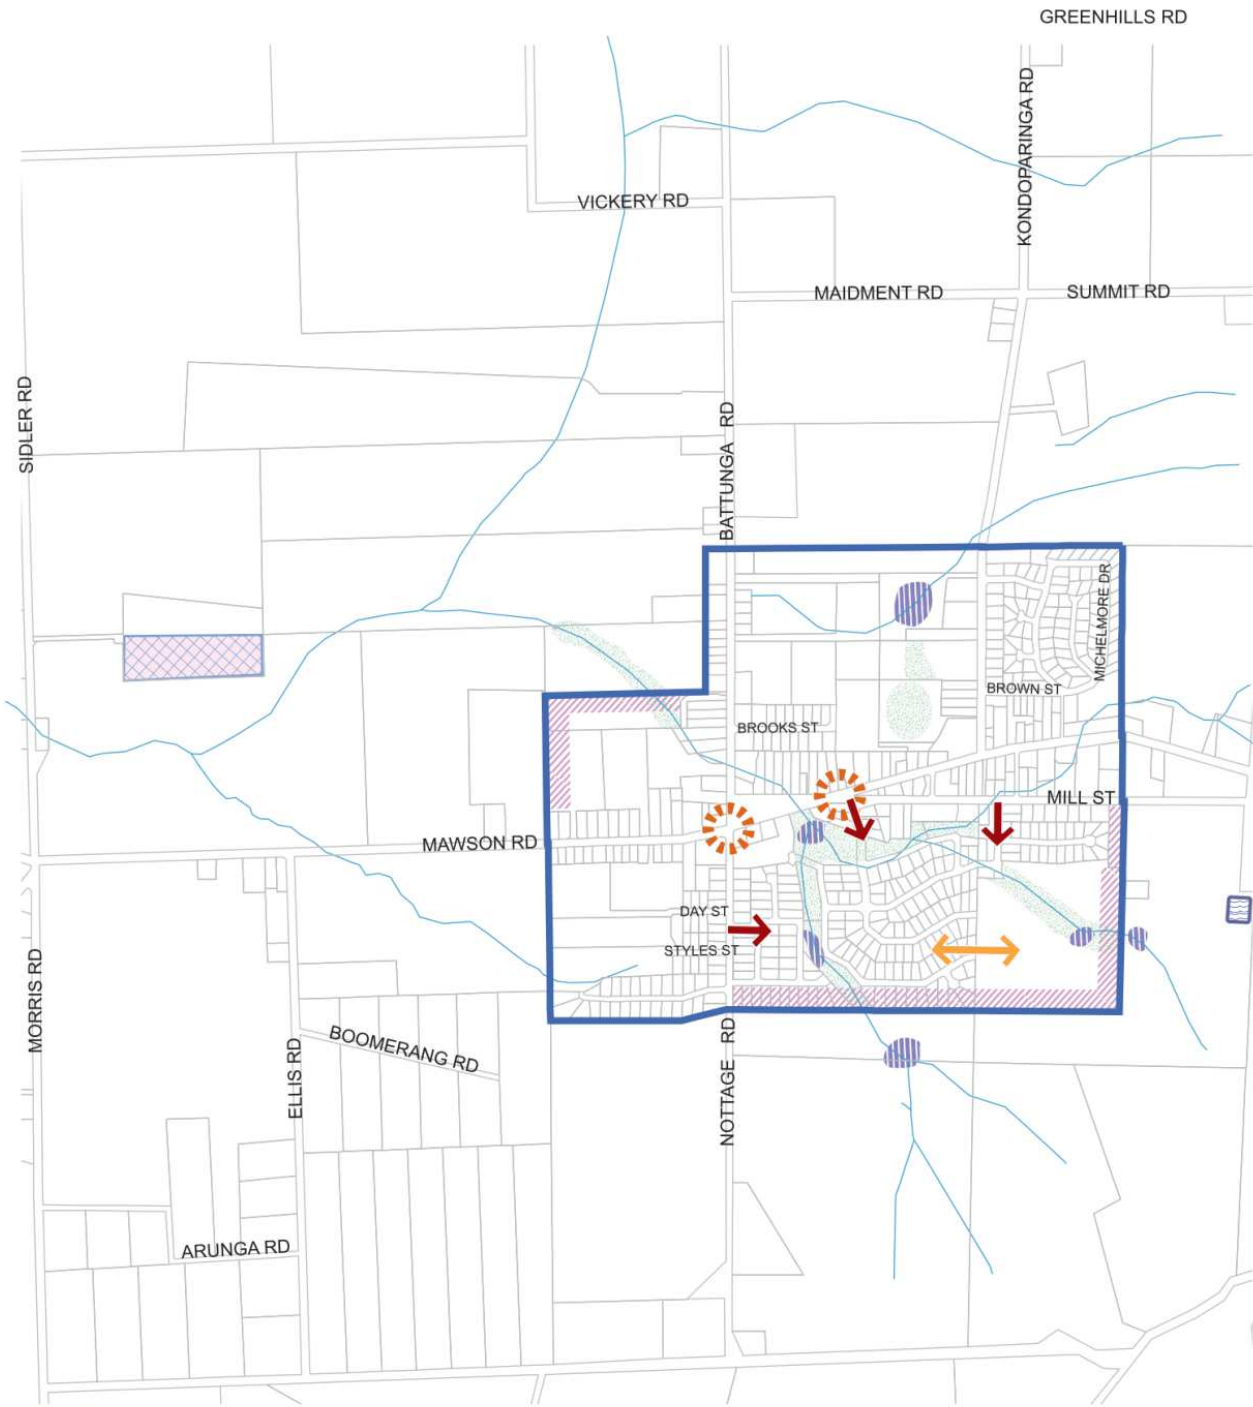 GREENHILLS RD
KONDOPARINGA RD
VICKERY RD
MAIDMENT RD
SUMMIT RD
SIDLER RD
BATTUNGA RD
MICHELMORE DR
BROWN ST
BROOKS ST
MILL ST
MAWSON RD
DAY ST
STYLES ST
MORRIS RD
BOOMERANG RD
ELLIS RD
NOTTAGE RD
ARUNGA RD